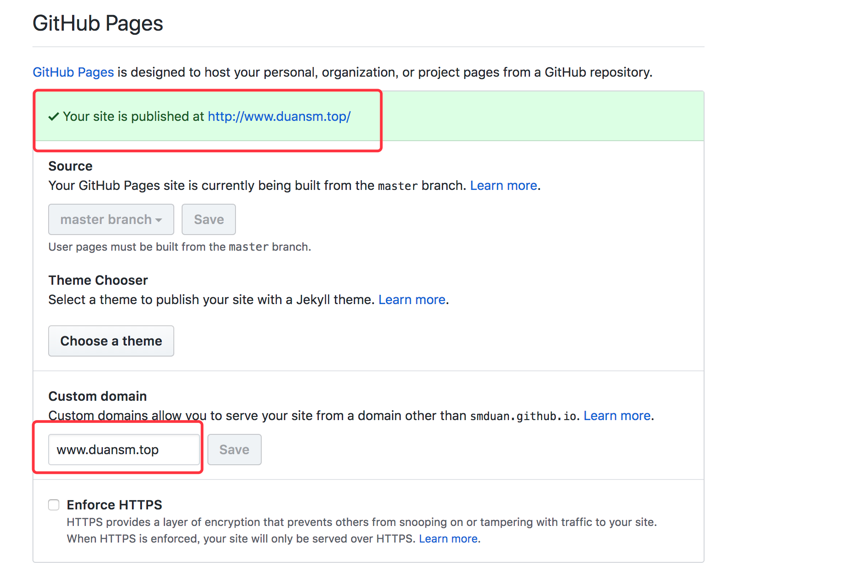 GitHub Pages
GitHub Pages is designed to host your personal, organization, or project pages from a GitHub repository.
✓ Your site is published at http://www.duansm.top/
Source
Your GitHub Pages site is currently being built from the master branch. Learn more.
master branch Save
User pages must be built from the master branch.
Theme Chooser
Select a theme to publish your site with a Jekyll theme. Learn more.
Choose a theme
Custom domain
Custom domains allow you to serve your site from a domain other than smduan.github.io. Learn more.
www.duansm.top Save
Enforce HTTPS
HTTPS provides a layer of encryption that prevents others from snooping on or tampering with traffic to your site.
When HTTPS is enforced, your site will only be served over HTTPS. Learn more.